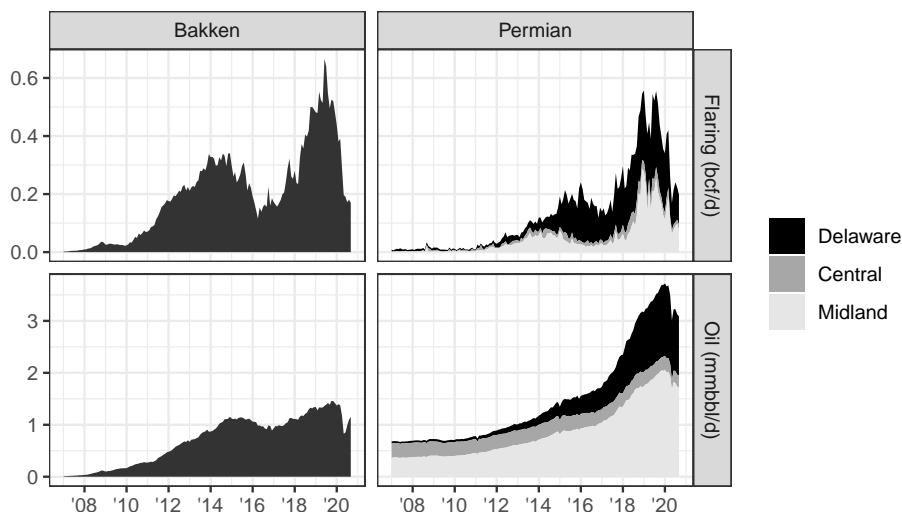 Bakken
Permian
0.6
0.4
0.2
0.0
Flaring (bcf/d)
3
2
1
0
Oil (mmbbl/d)
'08 '10 '12 '14 '16 '18 '20
'08 '10 '12 '14 '16 '18 '20
Delaware
Central
Midland